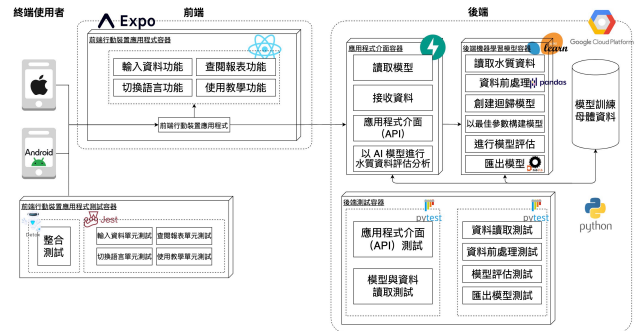 終端使用者
前端
後端
Expo
前端行動裝置應用程式容器
輸入資料功能
查閱報表功能
切換語言功能
使用教學功能
前端行動裝置應用程式
Android
前端行動裝置應用程式測試容器
Detox
整合
測試
Jest
輸入資料單元測試
查閱報表單元測試
切換語言單元測試
使用教學單元測試
應用程式介面容器
讀取模型
接收資料
應用程式介面
（API）
以 AI 模型進行
水質資料評估分析
後端機器學習模型容器
learn
讀取水質資料
資料前處理
pandas
創建迴歸模型
以最佳參數構建模型
進行模型評估
匯出模型
Google Cloud Platform
模型訓練
母體資料
python
後端測試容器
pytest
應用程式介面
（API）測試
模型與資料
讀取測試
pytest
資料讀取測試
資料前處理測試
模型評估測試
匯出模型測試